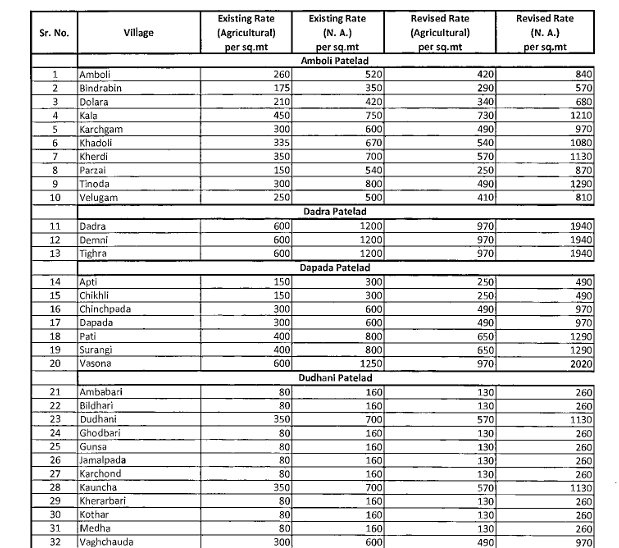 Sr. No. Village Existing Rate (Agricultural) per sq.mt Existing Rate (N. A.) per sq.mt Revised Rate (Agricultural) per sq.mt Revised Rate (N. A.) per sq.mt
Amboli Patelad
1 Amboli 260 520 420 840
2 Bindrabin 175 350 290 570
3 Dolara 210 420 340 680
4 Kala 450 750 730 1210
5 Karchgam 300 600 490 970
6 Khadoli 335 670 540 1080
7 Kherdi 350 700 570 1130
8 Parzai 150 540 250 870
9 Tinoda 300 800 490 1290
10 Velugam 250 500 410 810
Dadra Patelad
11 Dadra 600 1200 970 1940
12 Demni 600 1200 970 1940
13 Tighra 600 1200 970 1940
Dapada Patelad
14 Apti 150 300 250 490
15 Chikhli 150 300 250 490
16 Chinchpada 300 600 490 970
17 Dapada 300 600 490 970
18 Pati 400 800 650 1290
19 Surangi 400 800 650 1290
20 Vasona 600 1250 970 2020
Dudhani Patelad
21 Ambabari 80 160 130 260
22 Bildhari 80 160 130 260
23 Dudhani 350 700 570 1130
24 Ghodbari 80 160 130 260
25 Gunsa 80 160 130 260
26 Jamalpada 80 160 130 260
27 Karchond 80 160 130 260
28 Kauncha 350 700 570 1130
29 Kherarbari 80 160 130 260
30 Kothar 80 160 130 260
31 Medha 80 160 130 260
32 Vaghchauda 300 600 490 970